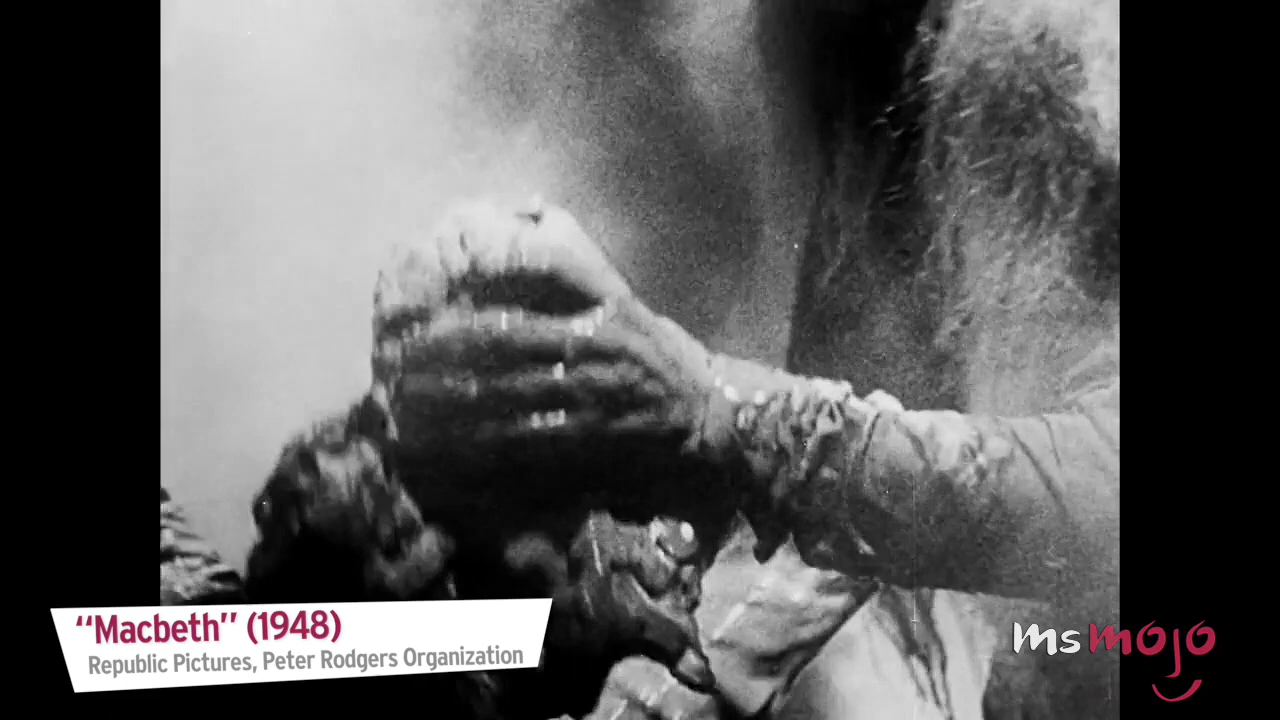 “Macbeth” (1948)
Republic Pictures, Peter Rodgers Organization
msmojo